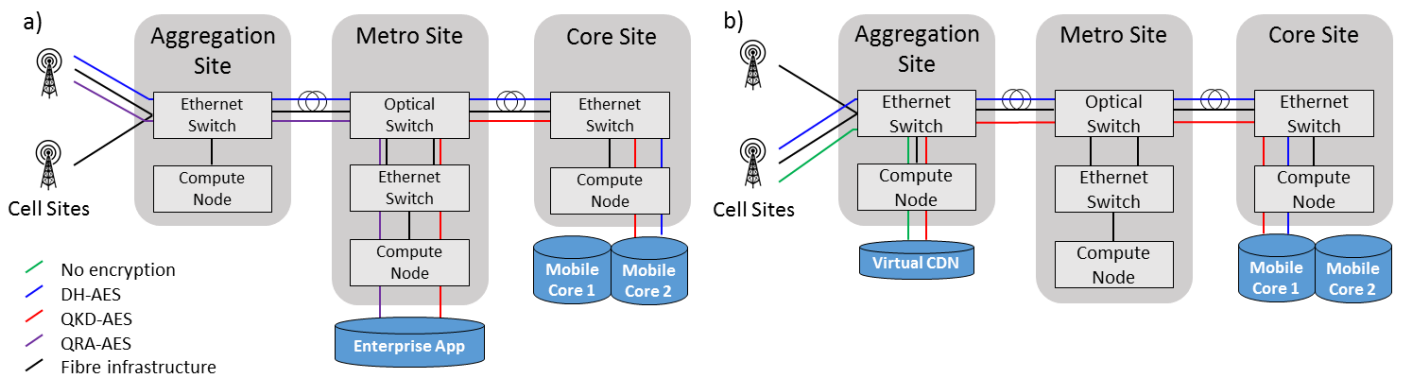 a)
Aggregation
Site
Metro Site
Core Site
Ethernet
Switch
Optical
Switch
Ethernet
Switch
Compute
Node
Ethernet
Switch
Compute
Node
Compute
Node
Cell Sites
Mobile
Core 1
Mobile
Core 2
Enterprise App
No encryption
DH-AES
QKD-AES
QRA-AES
Fibre infrastructure
b)
Aggregation
Site
Metro Site
Core Site
Ethernet
Switch
Optical
Switch
Ethernet
Switch
Compute
Node
Ethernet
Switch
Compute
Node
Cell Sites
Virtual CDN
Compute
Node
Mobile
Core 1
Mobile
Core 2